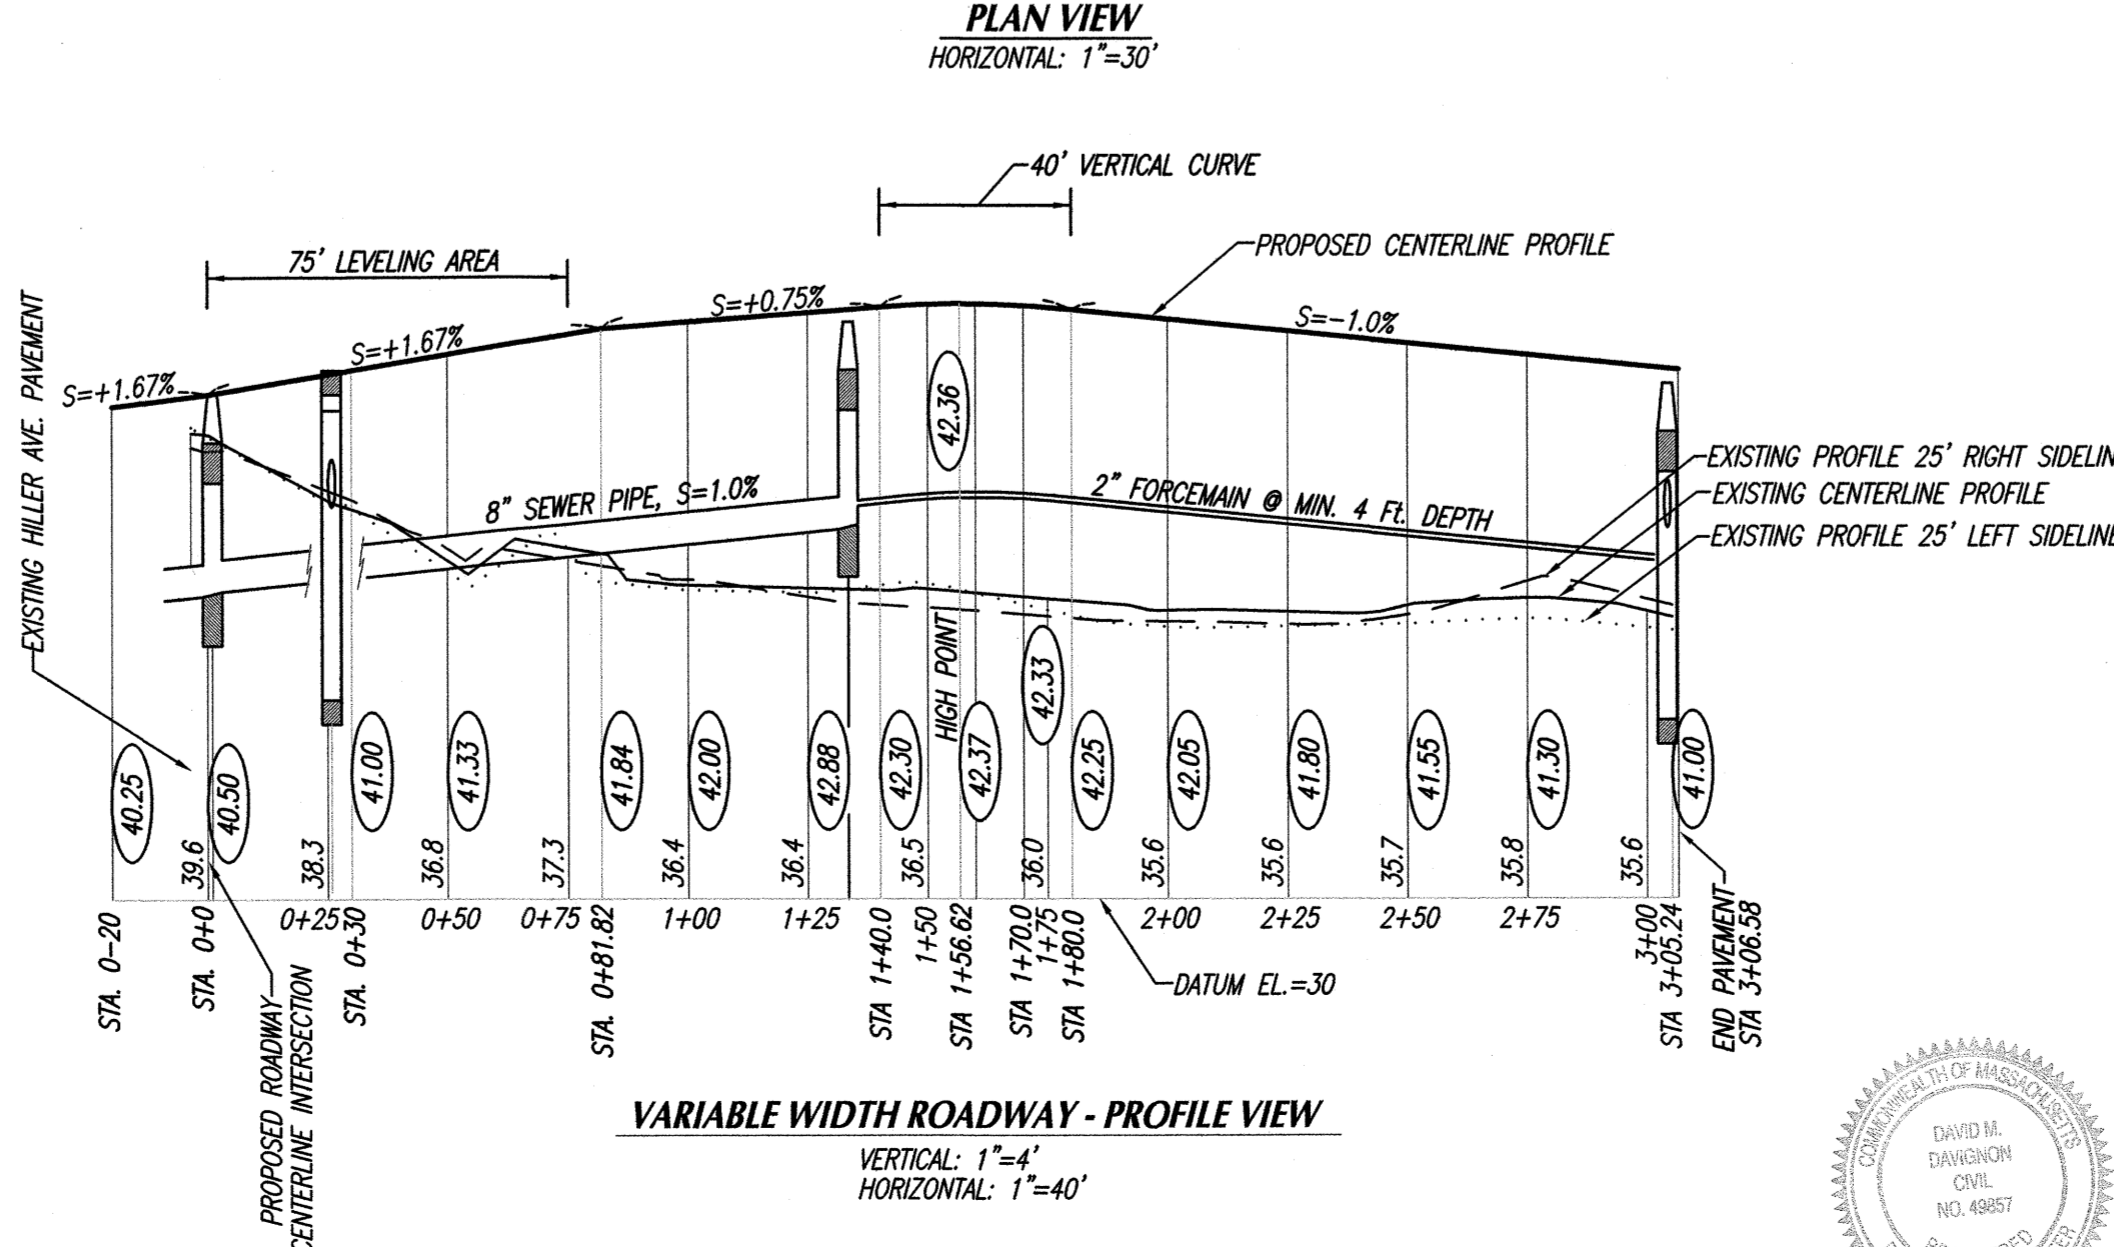 PLAN VIEW
HORIZONTAL: 1"=30'
40' VERTICAL CURVE
PROPOSED CENTERLINE PROFILE
75' LEVELING AREA
S=+0.75%
S=-1.0%
S=+1.67%
S=+1.67%
EXISTING HILLER AVE. PAVEMENT
42.36
8" SEWER PIPE, S=1.0%
2" FORCEMAIN @ MIN. 4 Ft. DEPTH
EXISTING PROFILE 25' RIGHT SIDELIN
EXISTING CENTERLINE PROFILE
EXISTING PROFILE 25' LEFT SIDELINE
HIGH POINT
42.33
40.25
40.50
41.00
41.33
41.84
42.00
42.88
42.30
42.37
42.25
42.05
41.80
41.55
41.30
41.00
39.6
38.3
36.8
37.3
36.4
36.4
36.5
36.0
35.6
35.6
35.7
35.8
35.6
STA. 0-20
STA. 0+0
0+25
STA. 0+30
0+50
0+75
STA. 0+81.82
1+00
1+25
STA 1+40.0
1+50
STA 1+56.62
STA 1+70.0
1+75
STA 1+80.0
2+00
2+25
2+50
2+75
3+00
STA 3+05.24
END PAVEMENT
STA 3+06.58
DATUM EL.=30
PROPOSED ROADWAY
CENTERLINE INTERSECTION
VARIABLE WIDTH ROADWAY - PROFILE VIEW
VERTICAL: 1"=4'
HORIZONTAL: 1"=40'
COMMONWEALTH OF MASSACHUSETTS
DAVID M.
DAVIGNON
CIVIL
NO. 49857